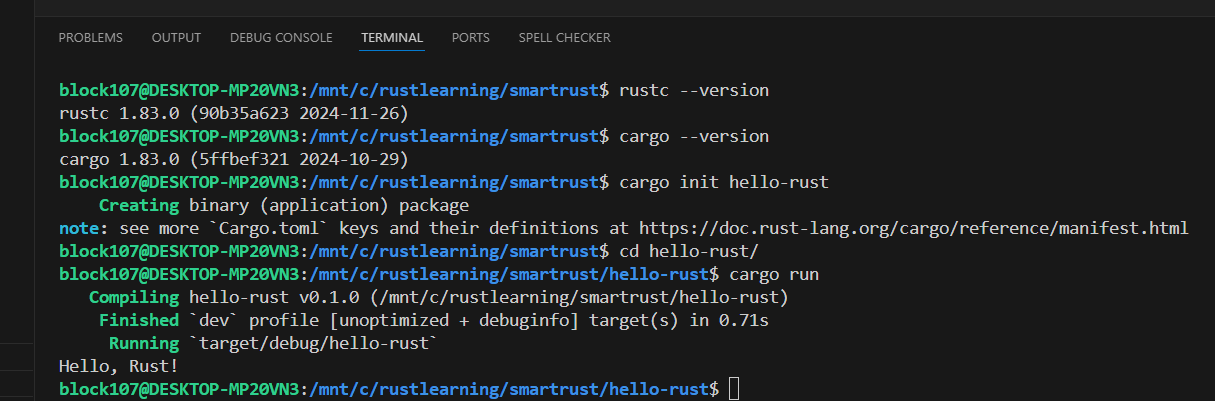 PROBLEMS OUTPUT DEBUG CONSOLE TERMINAL PORTS SPELL CHECKER
block107@DESKTOP-MP20VN3:/mnt/c/rustlearning/smartrust$ rustc --version
rustc 1.83.0 (90b35a623 2024-11-26)
block107@DESKTOP-MP20VN3:/mnt/c/rustlearning/smartrust$ cargo --version
cargo 1.83.0 (5ffbef321 2024-10-29)
block107@DESKTOP-MP20VN3:/mnt/c/rustlearning/smartrust$ cargo init hello-rust
    Creating binary (application) package
note: see more `Cargo.toml` keys and their definitions at https://doc.rust-lang.org/cargo/reference/manifest.html
block107@DESKTOP-MP20VN3:/mnt/c/rustlearning/smartrust$ cd hello-rust/
block107@DESKTOP-MP20VN3:/mnt/c/rustlearning/smartrust/hello-rust$ cargo run
   Compiling hello-rust v0.1.0 (/mnt/c/rustlearning/smartrust/hello-rust)
    Finished `dev` profile [unoptimized + debuginfo] target(s) in 0.71s
     Running `target/debug/hello-rust`
Hello, Rust!
block107@DESKTOP-MP20VN3:/mnt/c/rustlearning/smartrust/hello-rust$